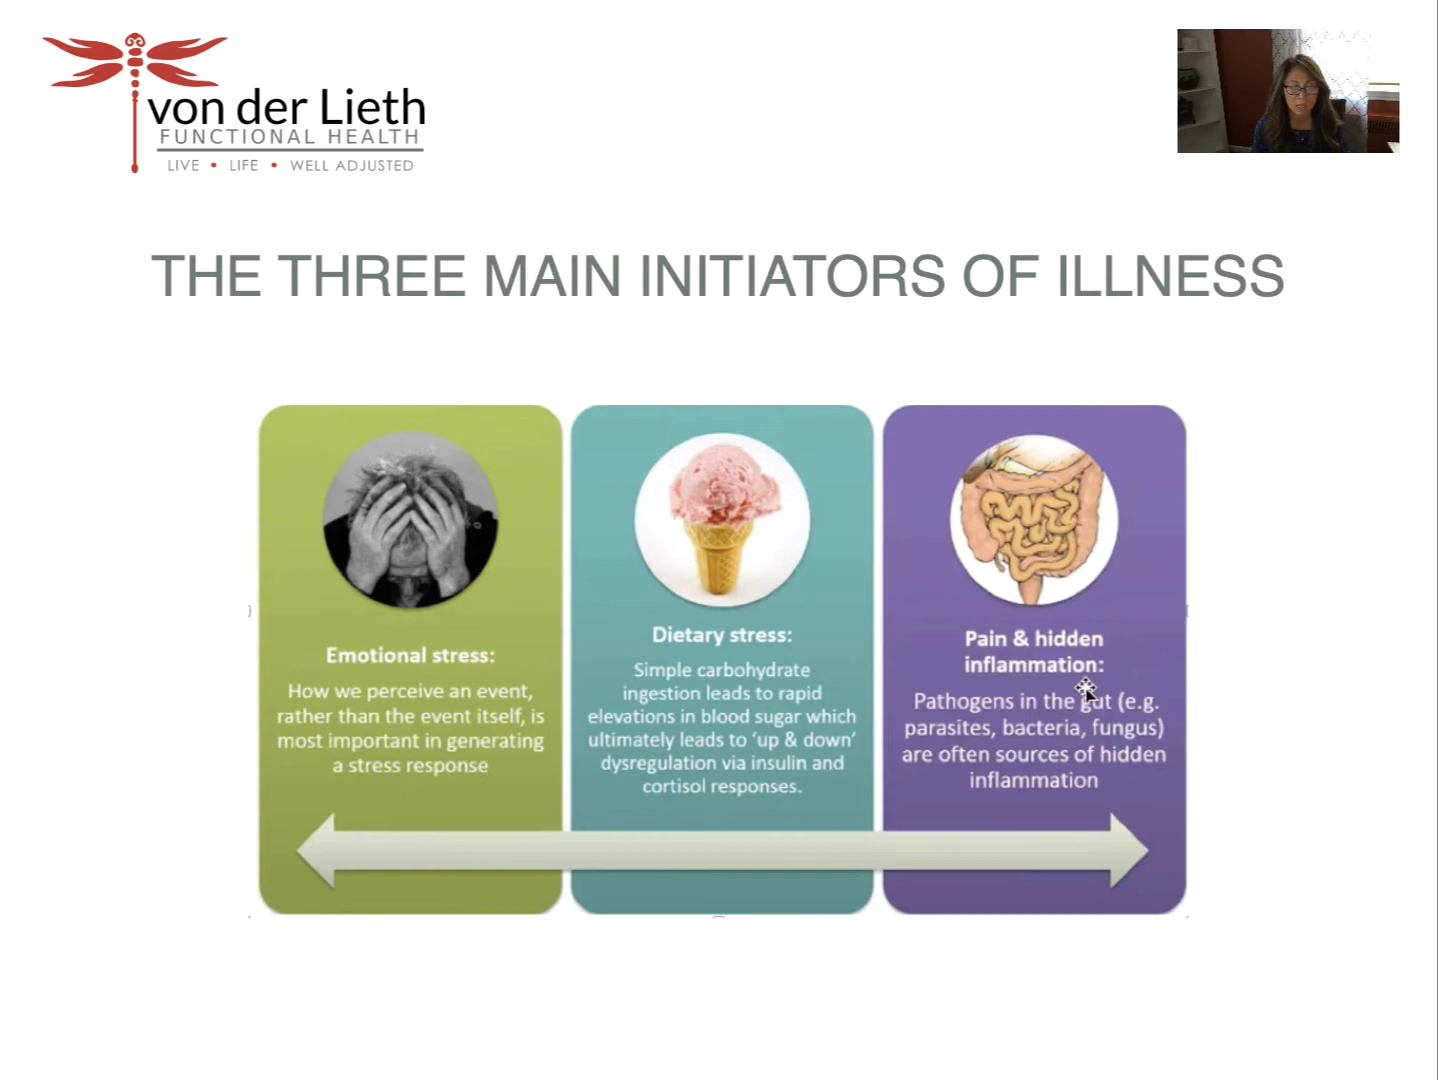 von der Lieth
FUNCTIONAL HEALTH
LIVE • LIFE • WELL ADJUSTED
THE THREE MAIN INITIATORS OF ILLNESS
Emotional stress:
How we perceive an event,
rather than the event itself, is
most important in generating
a stress response
Dietary stress:
Simple carbohydrate
ingestion leads to rapid
elevations in blood sugar which
ultimately leads to ‘up & down’
dysregulation via insulin and
cortisol responses.
Pain & hidden
inflammation:
Pathogens in the gut (e.g.
parasites, bacteria, fungus)
are often sources of hidden
inflammation